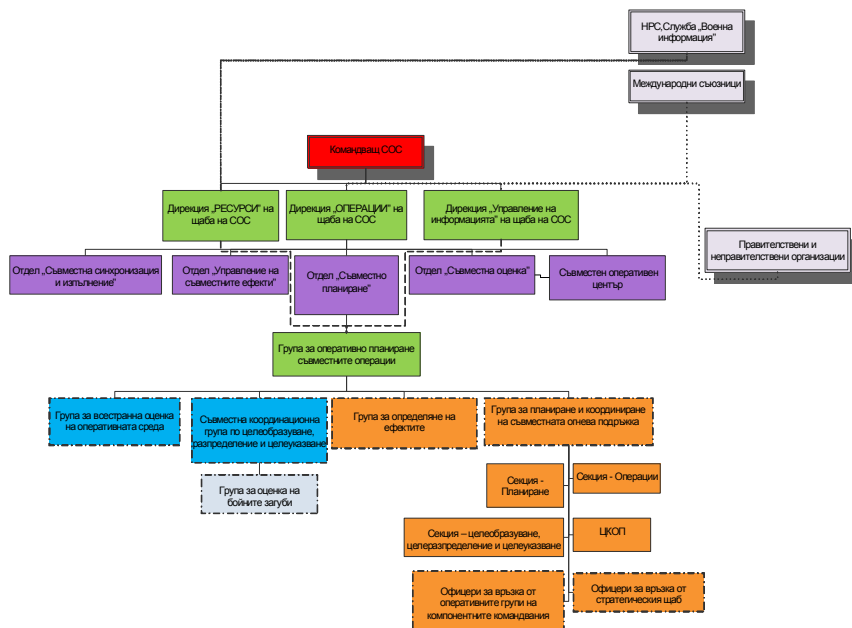 НРС,Служба „Военна
информация"
Международни съюзници
Командващ СОС
Дирекция „РЕСУРСИ" на
щаба на СОС
Дирекция „ОПЕРАЦИИ" на
щаба на СОС
Дирекция „Управление на
информацията" на щаба на СОС
Правителствени и
неправителствени организации
Отдел „Съвместна синхронизация
и изпълнение"
Отдел „Управление на
съвместните ефекти"
Отдел „Съвместно
планиране"
Отдел „Съвместна оценка"
Съвместен оперативен
център
Група за оперативно планиране
съвместните операции
Група за всестранна оценка
на оперативната среда
Съвместна координационна
група по целеобразуване,
разпределение и целеуказване
Група за определяне на
ефектите
Група за планиране и координиране
на съвместната огнева подръжка
Група за оценка на
бойните загуби
Секция -
Планиране
Секция - Операции
Секция – целеобразуване,
целеразпределение и целеуказване
ЦКОП
Офицери за връзка от
оперативните групи на
компонентните командвания
Офицери за връзка от
стратегическия щаб